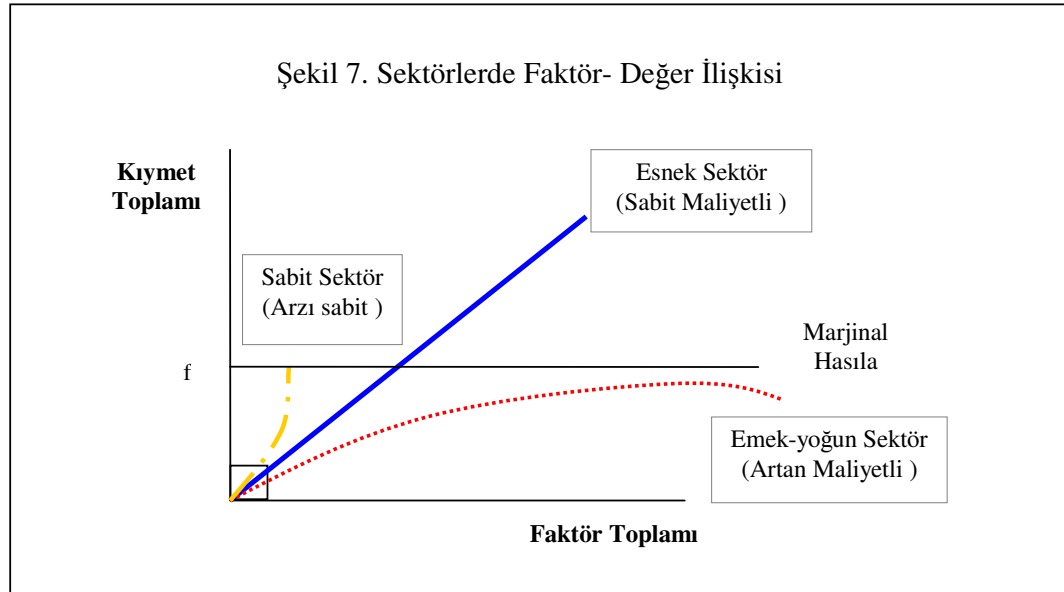 Şekil 7. Sektörlerde Faktör- Değer İlişkisi
Kıymet
Toplamı
Esnek Sektör
(Sabit Maliyetli )
Sabit Sektör
(Arzı sabit )
Marjinal
Hasıla
f
Emek-yoğun Sektör
(Artan Maliyetli )
Faktör Toplamı